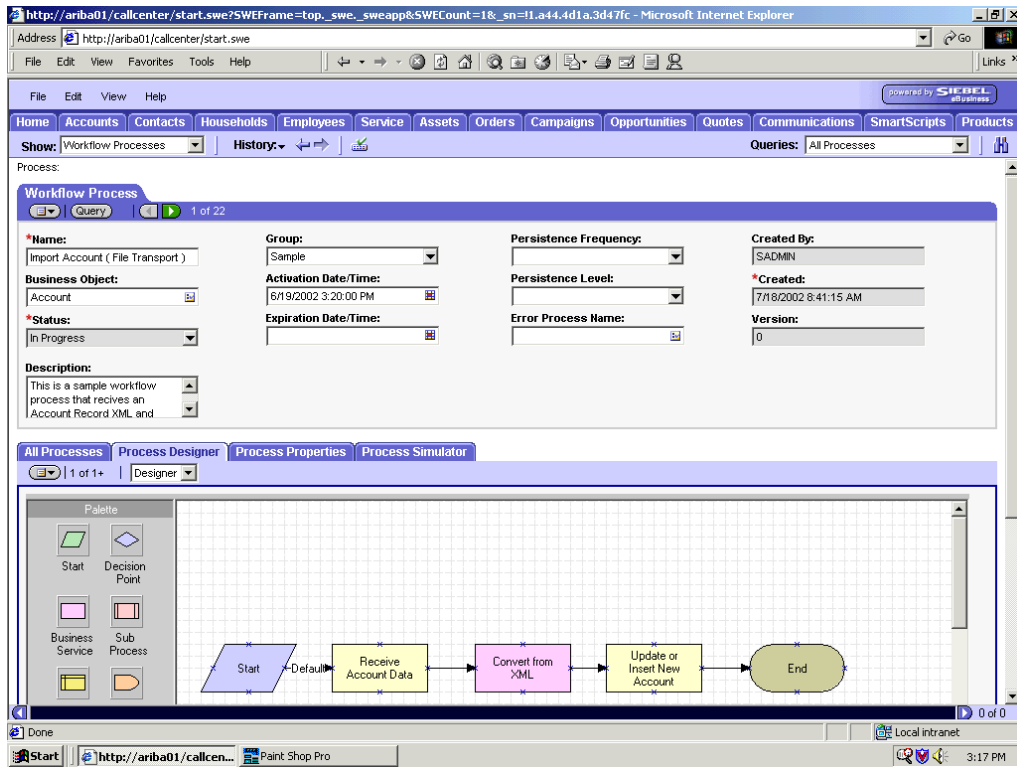 http://ariba01/callcenter/start.swe?SWEFrame=top._swe._sweapp&SWECount=1&_sn=!1.a44.4d1a.3d47fc - Microsoft Internet Explorer
Address http://ariba01/callcenter/start.swe Go
File Edit View Favorites Tools Help Links »
File Edit View Help powered by SIEBEL eBusiness
Home Accounts Contacts Households Employees Service Assets Orders Campaigns Opportunities Quotes Communications SmartScripts Products
Show: Workflow Processes History: Queries: All Processes
Process:
Workflow Process
Query 1 of 22
*Name: Group: Persistence Frequency: Created By:
Import Account ( File Transport ) Sample SADMIN
Business Object: Activation Date/Time: Persistence Level: *Created:
Account 6/19/2002 3:20:00 PM 7/18/2002 8:41:15 AM
*Status: Expiration Date/Time: Error Process Name: Version:
In Progress 0
Description:
This is a sample workflow
process that recives an
Account Record XML and
All Processes Process Designer Process Properties Process Simulator
1 of 1+ Designer
Palette
Start Decision
Point
Business Sub
Service Process
Start
Default
Receive
Account Data
Convert from
XML
Update or
Insert New
Account
End
0 of 0
Done Local intranet
Start http://ariba01/callcen... Paint Shop Pro 3:17 PM